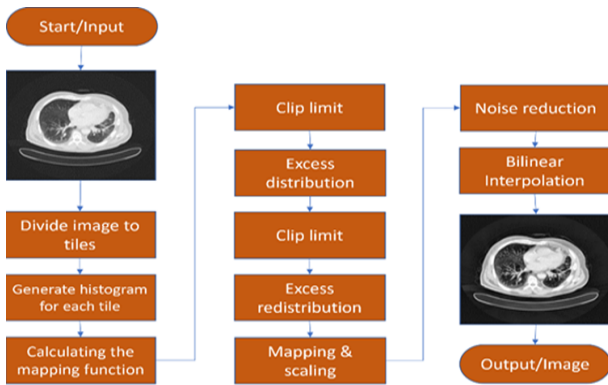 Start/Input
Divide image to
tiles
Generate histogram
for each tile
Calculating the
mapping function
Clip limit
Excess
distribution
Clip limit
Excess
redistribution
Mapping &
scaling
Noise reduction
Bilinear
Interpolation
Output/Image